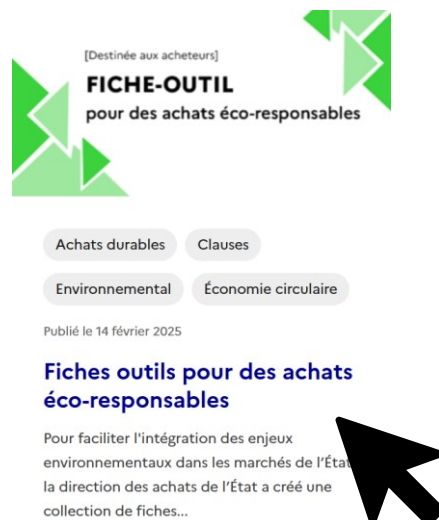 [Destinée aux acheteurs]
FICHE-OUTIL
pour des achats éco-responsables
Achats durables
Clauses
Environnemental
Économie circulaire
Publié le 14 février 2025
Fiches outils pour des achats
éco-responsables
Pour faciliter l'intégration des enjeux
environnementaux dans les marchés de l'État
la direction des achats de l'État a créé une
collection de fiches...